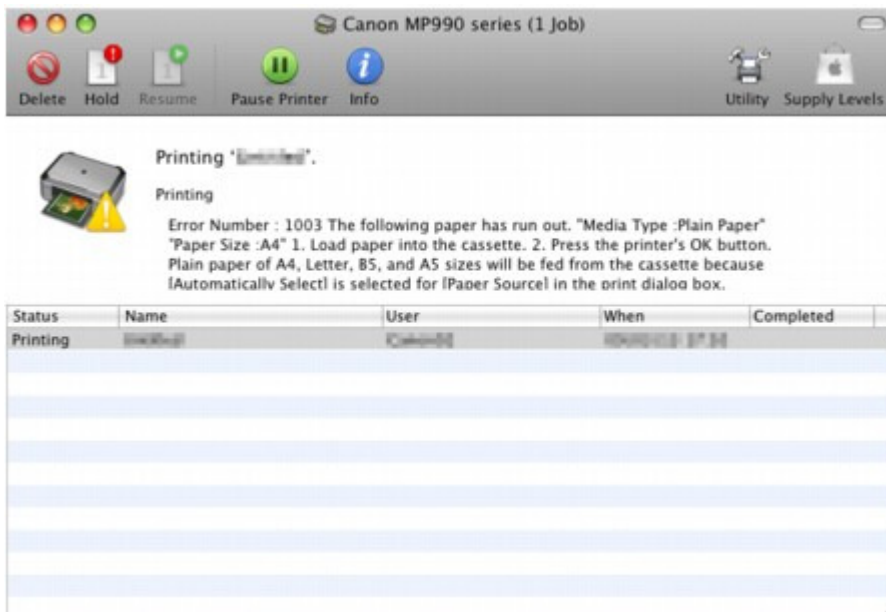 Canon MP990 series (1 Job)
Delete Hold Resume Pause Printer Info Utility Supply Levels
Printing ‘ ’.
Printing
Error Number : 1003 The following paper has run out. "Media Type :Plain Paper"
"Paper Size :A4" 1. Load paper into the cassette. 2. Press the printer's OK button.
Plain paper of A4, Letter, B5, and A5 sizes will be fed from the cassette because
[Automatically Select] is selected for [Paper Source] in the print dialog box.
Status Name User When Completed
Printing